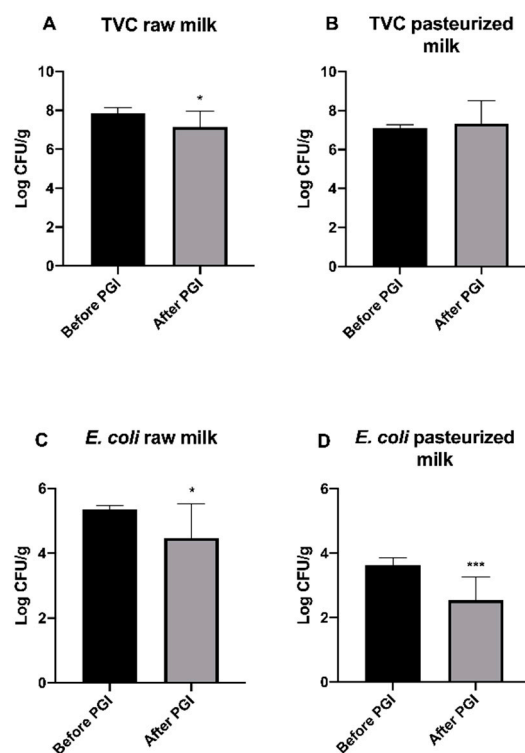 A TVC raw milk
Log CFU/g
10
8
6
4
2
0
*
Before PGI
After PGI
B TVC pasteurized
milk
Log CFU/g
10
8
6
4
2
0
Before PGI
After PGI
C E. coli raw milk
Log CFU/g
6
4
2
0
*
Before PGI
After PGI
D E. coli pasteurized
milk
Log CFU/g
6
4
2
0
***
Before PGI
After PGI